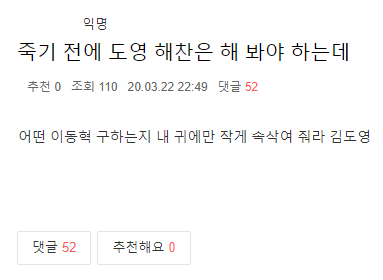 익명
죽기 전에 도영 해찬은 해 봐야 하는데
추천 0 조회 110 20.03.22 22:49 댓글 52
어떤 이동혁 구하는지 내 귀에만 작게 속삭여 줘라 김도영
댓글 52 추천해요 0